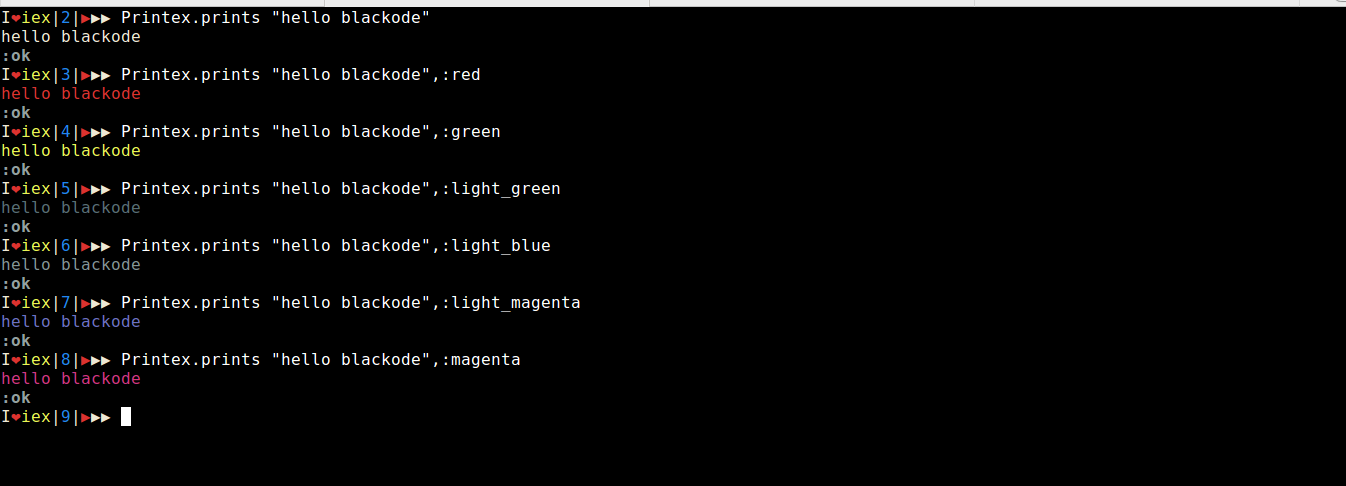 I❤iex|2|▶▶▶ Printex.prints "hello blackode"
hello blackode
:ok
I❤iex|3|▶▶▶ Printex.prints "hello blackode",:red
hello blackode
:ok
I❤iex|4|▶▶▶ Printex.prints "hello blackode",:green
hello blackode
:ok
I❤iex|5|▶▶▶ Printex.prints "hello blackode",:light_green
hello blackode
:ok
I❤iex|6|▶▶▶ Printex.prints "hello blackode",:light_blue
hello blackode
:ok
I❤iex|7|▶▶▶ Printex.prints "hello blackode",:light_magenta
hello blackode
:ok
I❤iex|8|▶▶▶ Printex.prints "hello blackode",:magenta
hello blackode
:ok
I❤iex|9|▶▶▶